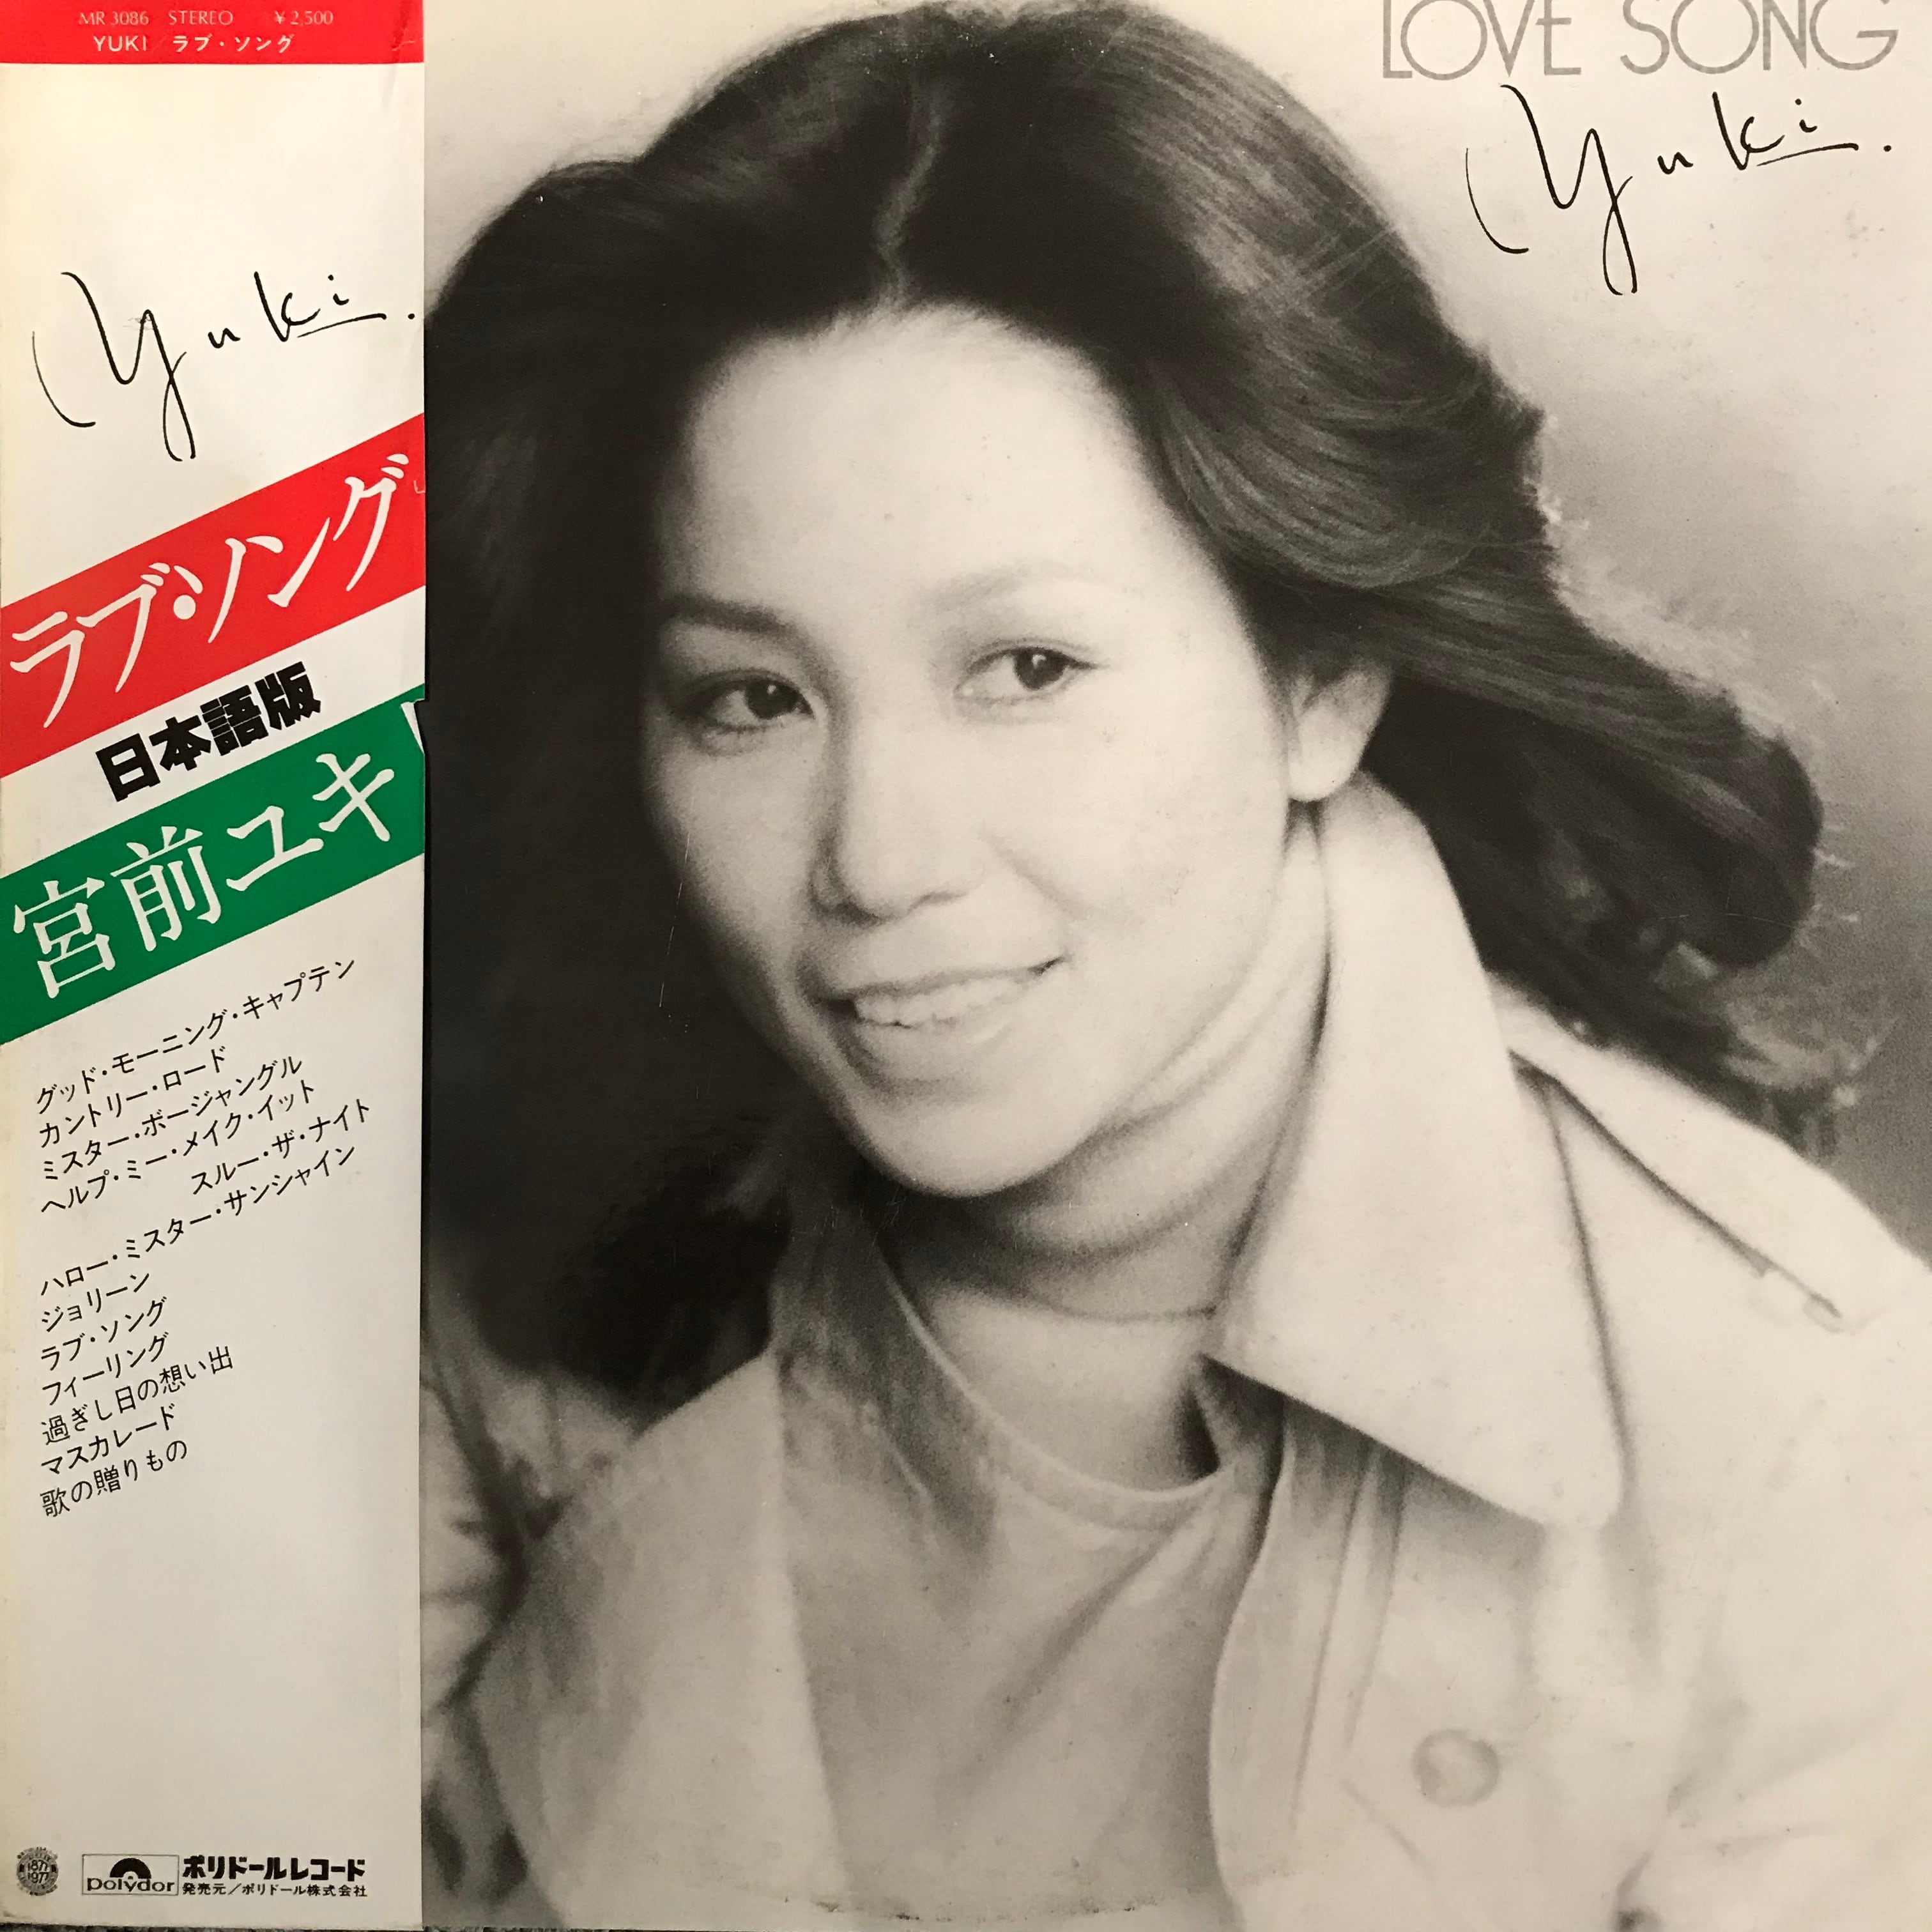 MR 3086 STEREO ¥2,500
YUKI/ラブ・ソング
Yuki.
ラブ・ソング
日本語版
宮前ユキ
グッド・モーニング・キャプテン
カントリー・ロード
ミスター・ボージャングル
ヘルプ・ミー・メイク・イット
スルー・ザ・ナイト
ハロー・ミスター・サンシャイン
ジョリーン
ラブ・ソング
フィーリング
過ぎし日の想い出
マスカレード
歌の贈りもの
1877
1977
polydor
ポリドールレコード
発売元/ポリドール株式会社
LOVE SONG
Yuki.